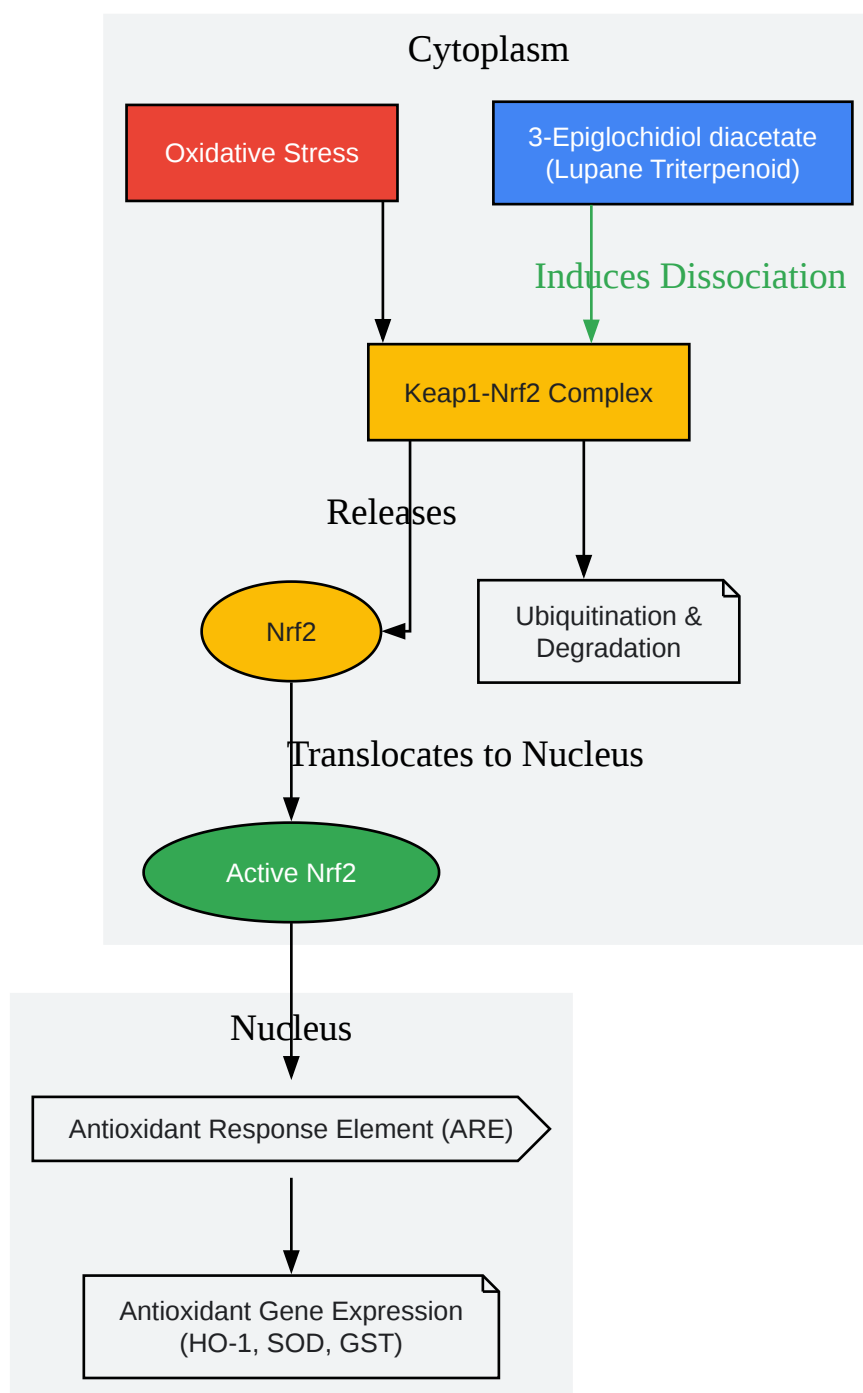 Cytoplasm
Oxidative Stress
3-Epiglochidiol diacetate
(Lupane Triterpenoid)
Induces Dissociation
Keap1-Nrf2 Complex
Releases
Nrf2
Ubiquitination &
Degradation
Translocates to Nucleus
Active Nrf2
Nucleus
Antioxidant Response Element (ARE)
Antioxidant Gene Expression
(HO-1, SOD, GST)